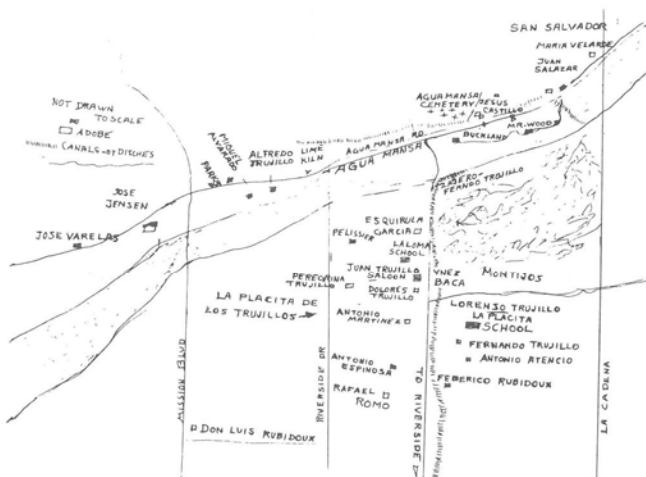 SAN SALVADOR
MARIA VELARDE
JUAN
SALAZAR
AGUA MANSA/
CEMETERY
JESUS
CASTILLO
MR. WOOD
BUCKLAND
NOT DRAWN
TO SCALE
ADOBE
CANALS OR DITCHES
MIGUEL
ALVARADO
PARKS
ALFREDO
TRUJILLO
LIME
KILN
AGUA MANSA RD.
AGUA MANSA
JOSE
JENSEN
JOSE VARELAS
FERNDO TRUJILLO
ESQUIRULA
GARCIA
PELISSIER
LALOMA
SCHOOL
JUAN TRUJILLO
SALOON
PEREGRINA
TRUJILLO
DOLORES
TRUJILLO
YNEZ
BACA
MONTIJOS
LA PLACITA DE
LOS TRUJILLOS
ANTONIO
MARTINEZ
LORENSO TRUJILLO
LA PLACITA
SCHOOL
FERNANDO TRUJILLO
ANTONIO ATENCIO
ANTONIO
ESPINOSA
FEDERICO RUBIDOUX
RAFAEL
ROMO
DON LUIS RUBIDOUX
MISSION BLVD
RIVERSIDE DR
TO RIVERSIDE
LA CADENA